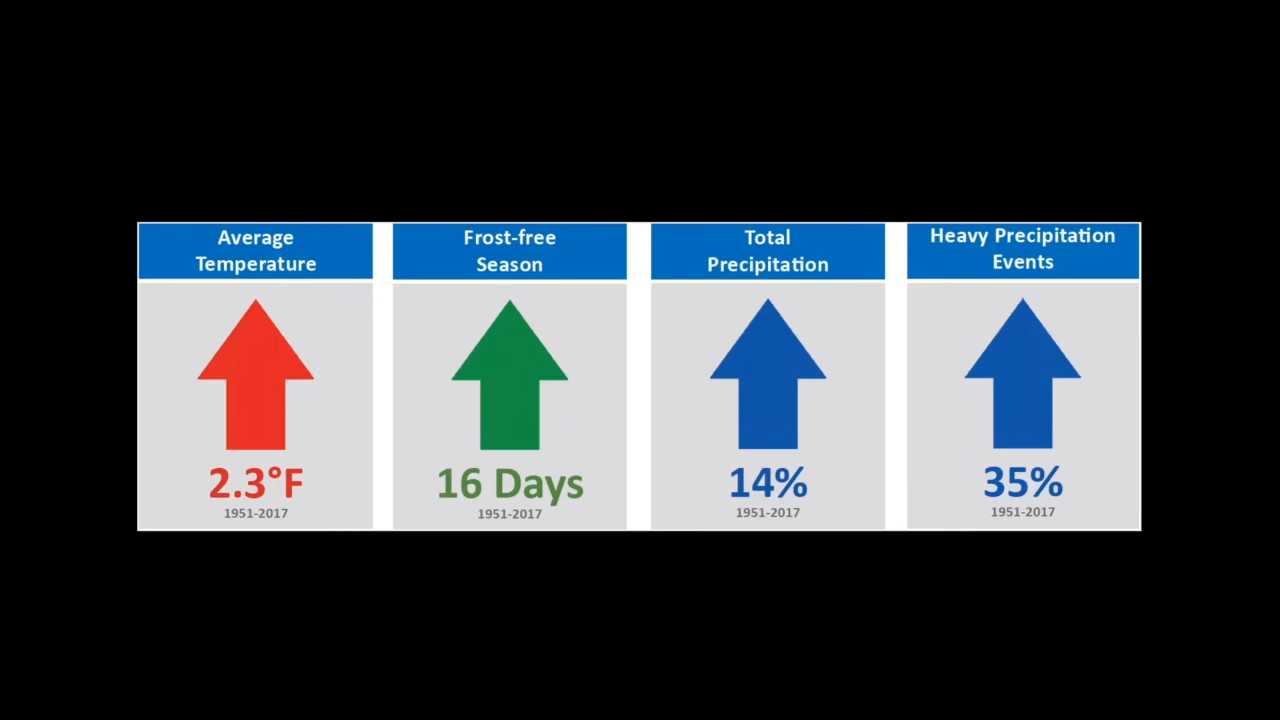 Average
Temperature
2.3°F
1951-2017
Frost-free
Season
16 Days
1951-2017
Total
Precipitation
14%
1951-2017
Heavy Precipitation
Events
35%
1951-2017